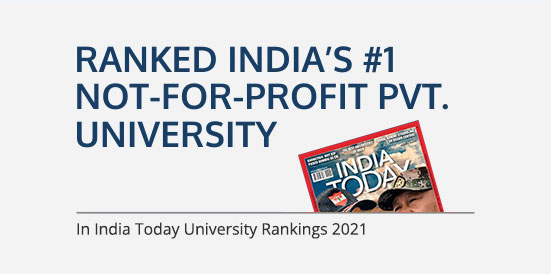 RANKED INDIA’S #1
NOT-FOR-PROFIT PVT.
UNIVERSITY
INDIA
TODAY
In India Today University Rankings 2021